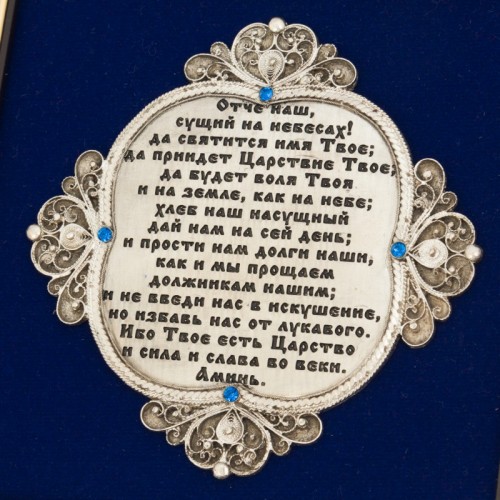 Отче наш,
сущий на небесах!
да святится имя Твое;
да приидет Царствие Твое;
да будет воля Твоя
и на земле, как на небе;
хлеб наш насущный
дай нам на сей день;
и прости нам долги наши,
как и мы прощаем
должникам нашим;
и не введи нас в искушение,
но избавь нас от лукавого.
Ибо Твое есть Царство
и сила и слава во веки.
Аминь.